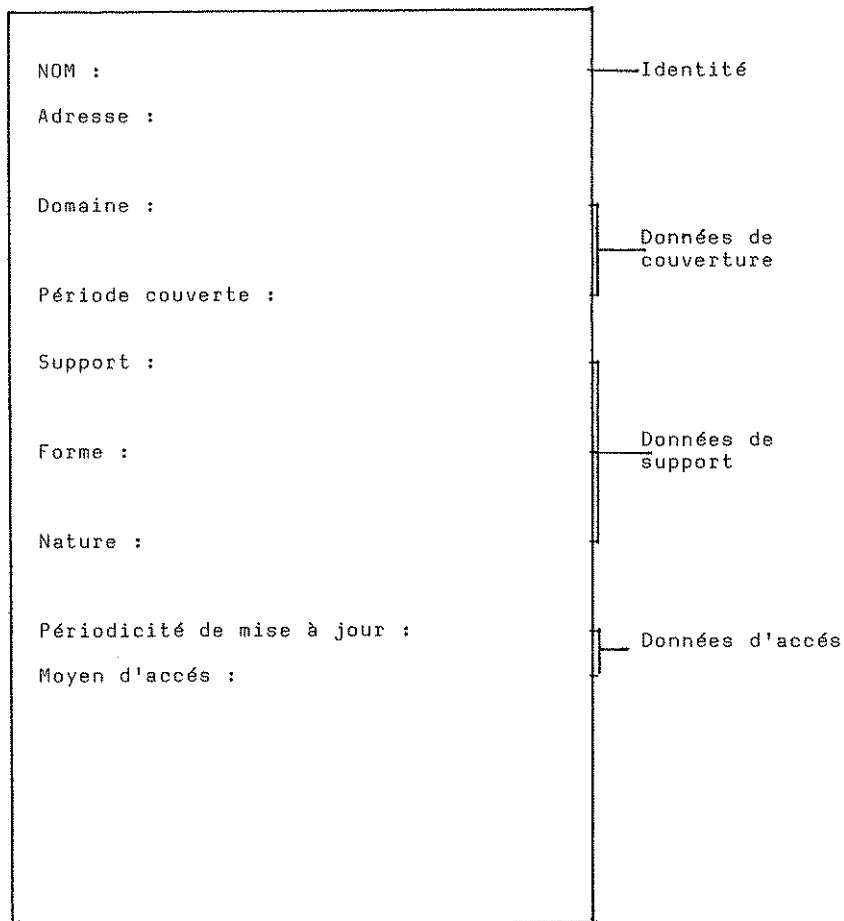 NOM :
Identité
Adresse :
Domaine :
Données de
couverture
Période couverte :
Support :
Forme :
Données de
support
Nature :
Périodicité de mise à jour :
Données d'accés
Moyen d'accés :